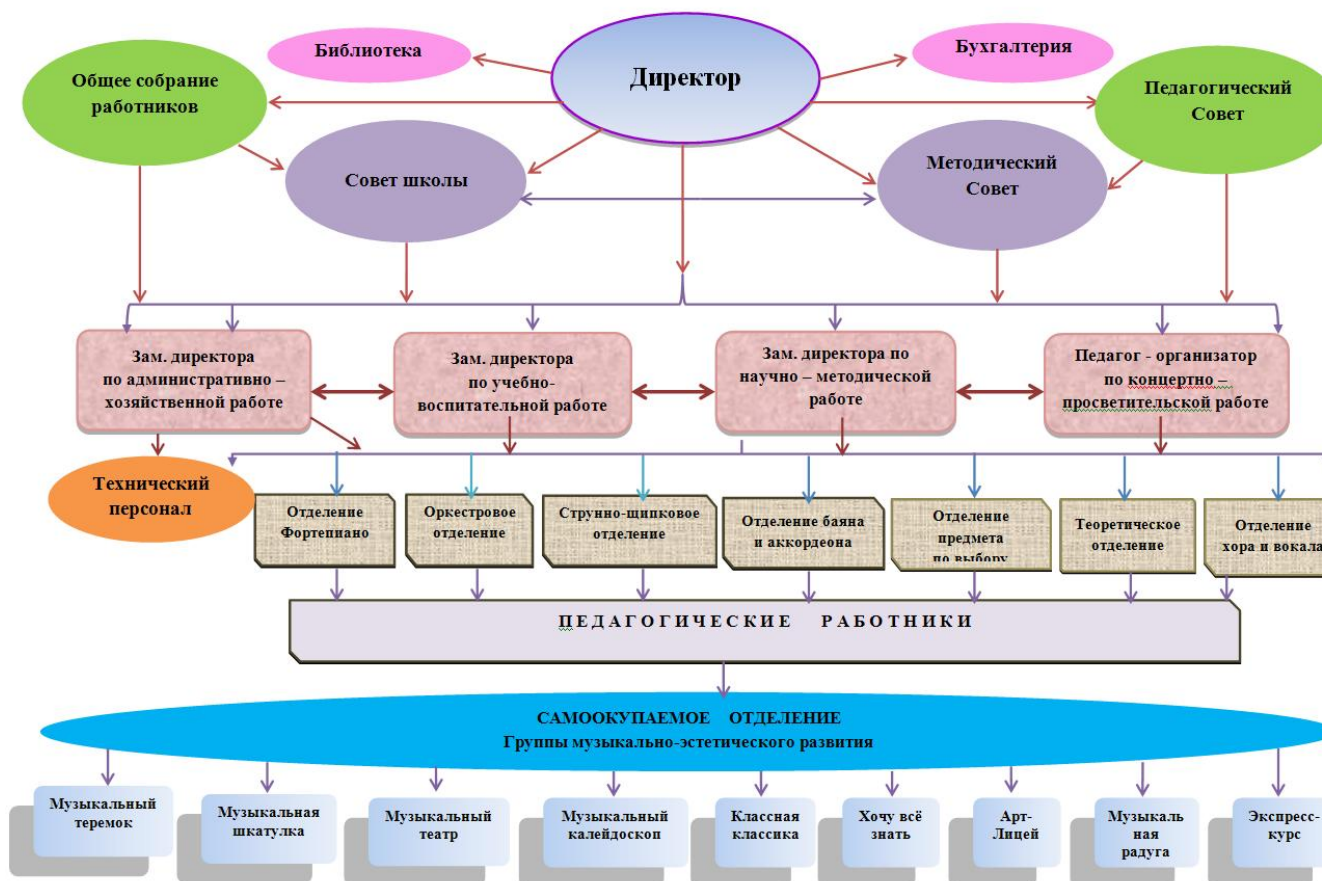 Библиотека
Директор
Бухгалтерия
Общее собрание
работников
Педагогический
Совет
Совет школы
Методический
Совет
Зам. директора
по административно –
хозяйственной работе
Зам. директора
по учебно-
воспитательной работе
Зам. директора по
научно – методической
работе
Педагог - организатор
по концертно –
просветительской работе
Технический
персонал
Отделение
Фортепиано
Оркестровое
отделение
Струнно-щипковое
отделение
Отделение баяна
и аккордеона
Отделение
предмета
по выбору
Теоретическое
отделение
Отделение
хора и вокала
ПЕДАГОГИЧЕСКИЕ РАБОТНИКИ
САМООКУПАЕМОЕ ОТДЕЛЕНИЕ
Группы музыкально-эстетического развития
Музыкальный
теремок
Музыкальная
шкатулка
Музыкальный
театр
Музыкальный
калейдоскоп
Классная
классика
Хочу всё
знать
Арт-
Лицей
Музыкаль
ная
радуга
Экспресс-
курс